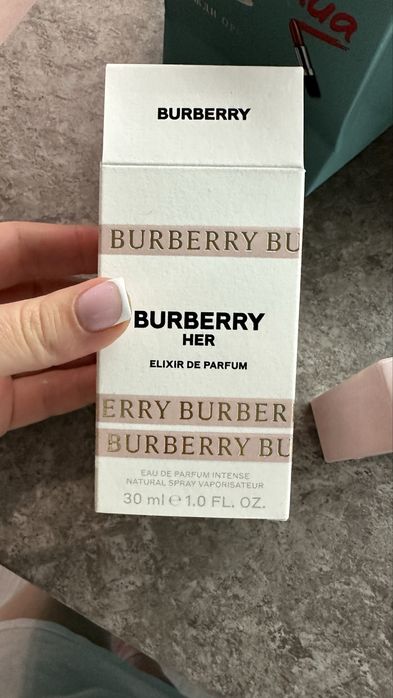 BURBERRY
BURBERRY BU
BURBERRY
HER
ELIXIR DE PARFUM
ERRY BURBER
BURBERRY BU
EAU DE PARFUM INTENSE
NATURAL SPRAY VAPORISATEUR
30 ml ℮ 1.0 FL. OZ.